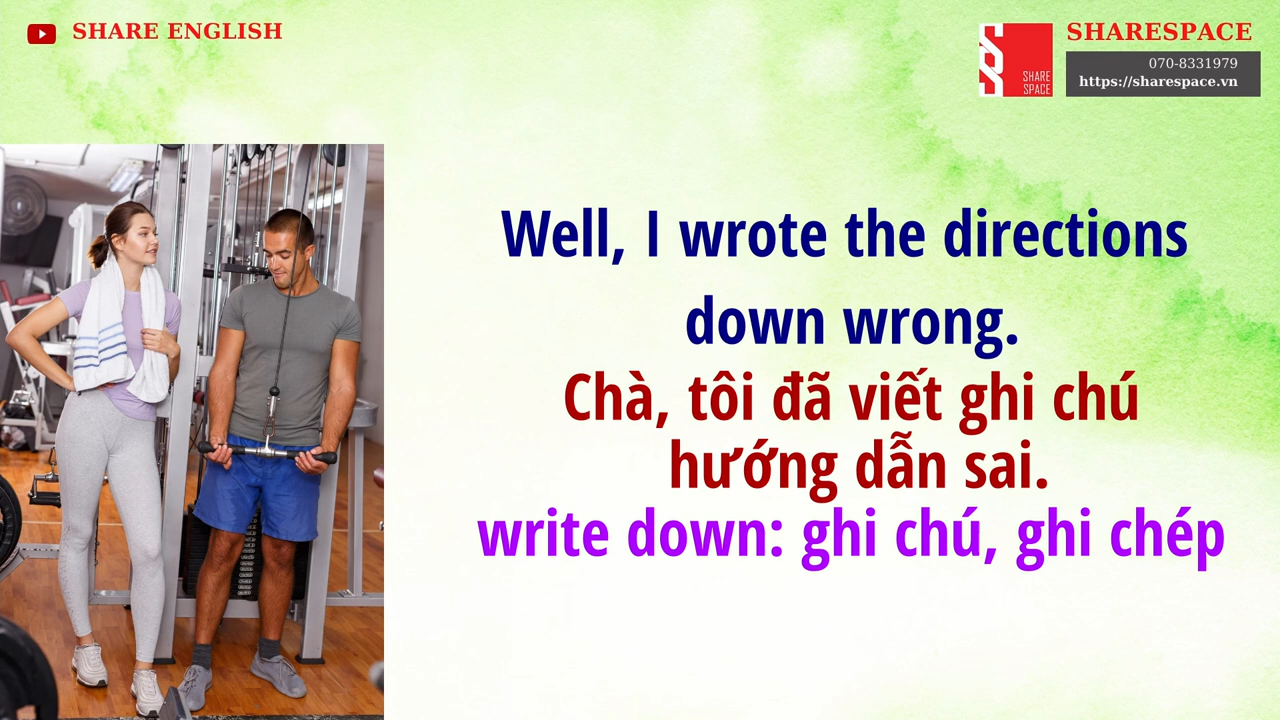 SHARE ENGLISH
SHARE
SPACE
SHARESPACE
070-8331979
https://sharespace.vn
Well, I wrote the directions
down wrong.
Chà, tôi đã viết ghi chú
hướng dẫn sai.
write down: ghi chú, ghi chép